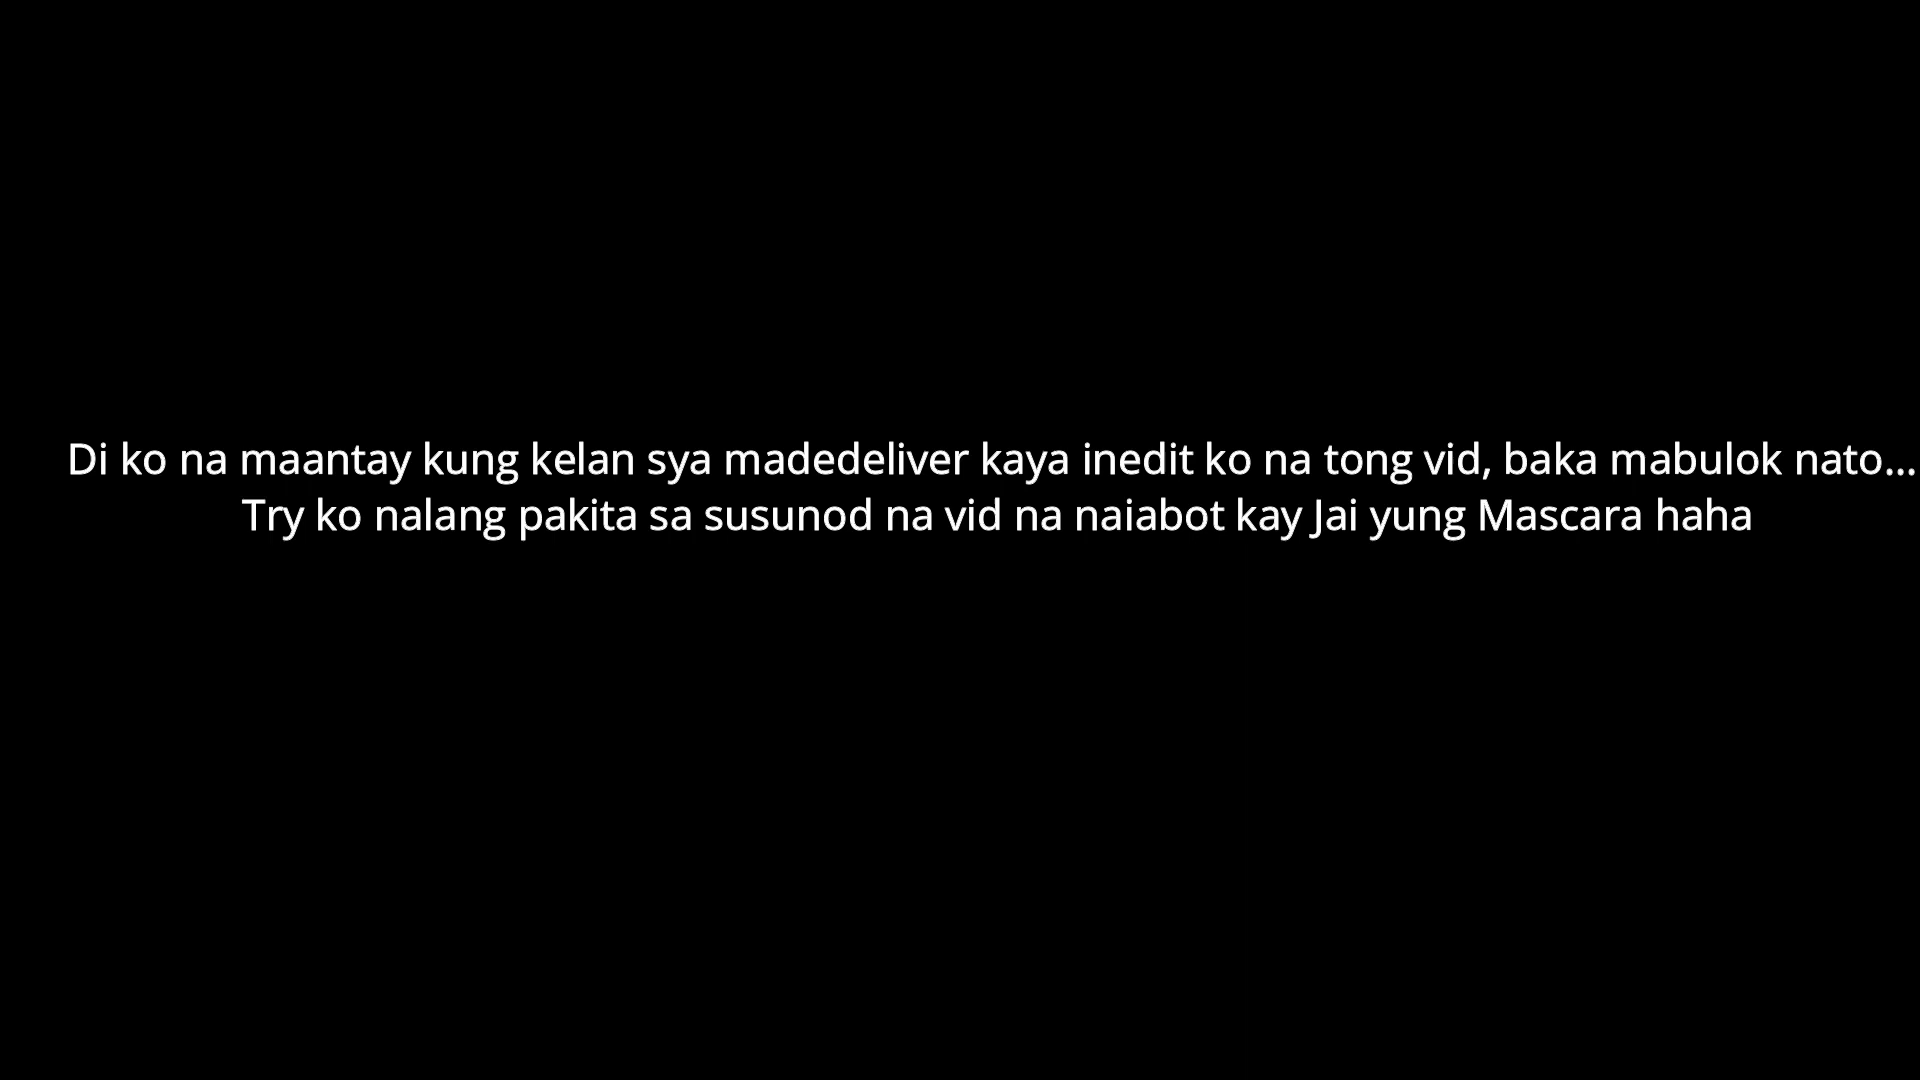 Di ko na maantay kung kelan sya madedeliver kaya inedit ko na tong vid, baka mabulok nato...
Try ko nalang pakita sa susunod na vid na naiabot kay Jai yung Mascara haha